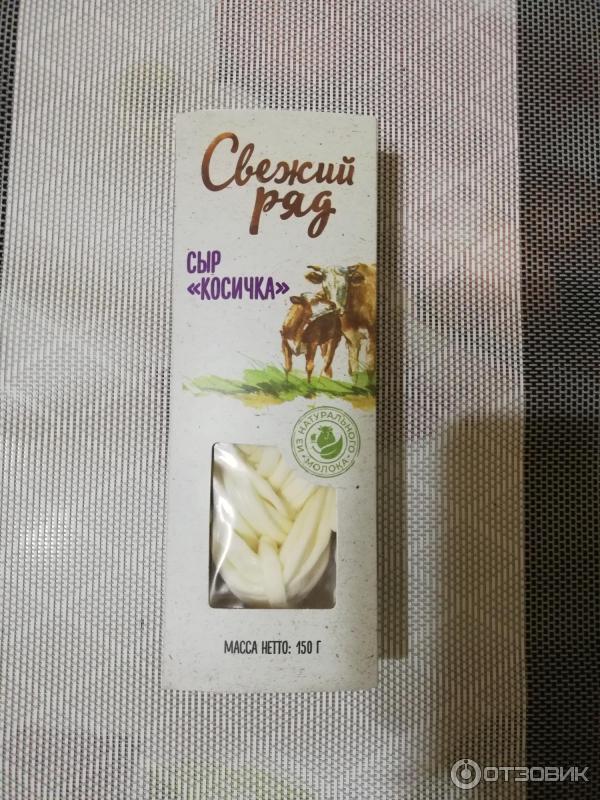 Свежий
ряд
СЫР
«КОСИЧКА»
ИЗ НАТУРАЛЬНОГО
МОЛОКА
МАССА НЕТТО: 150 Г
ОТЗОВИК